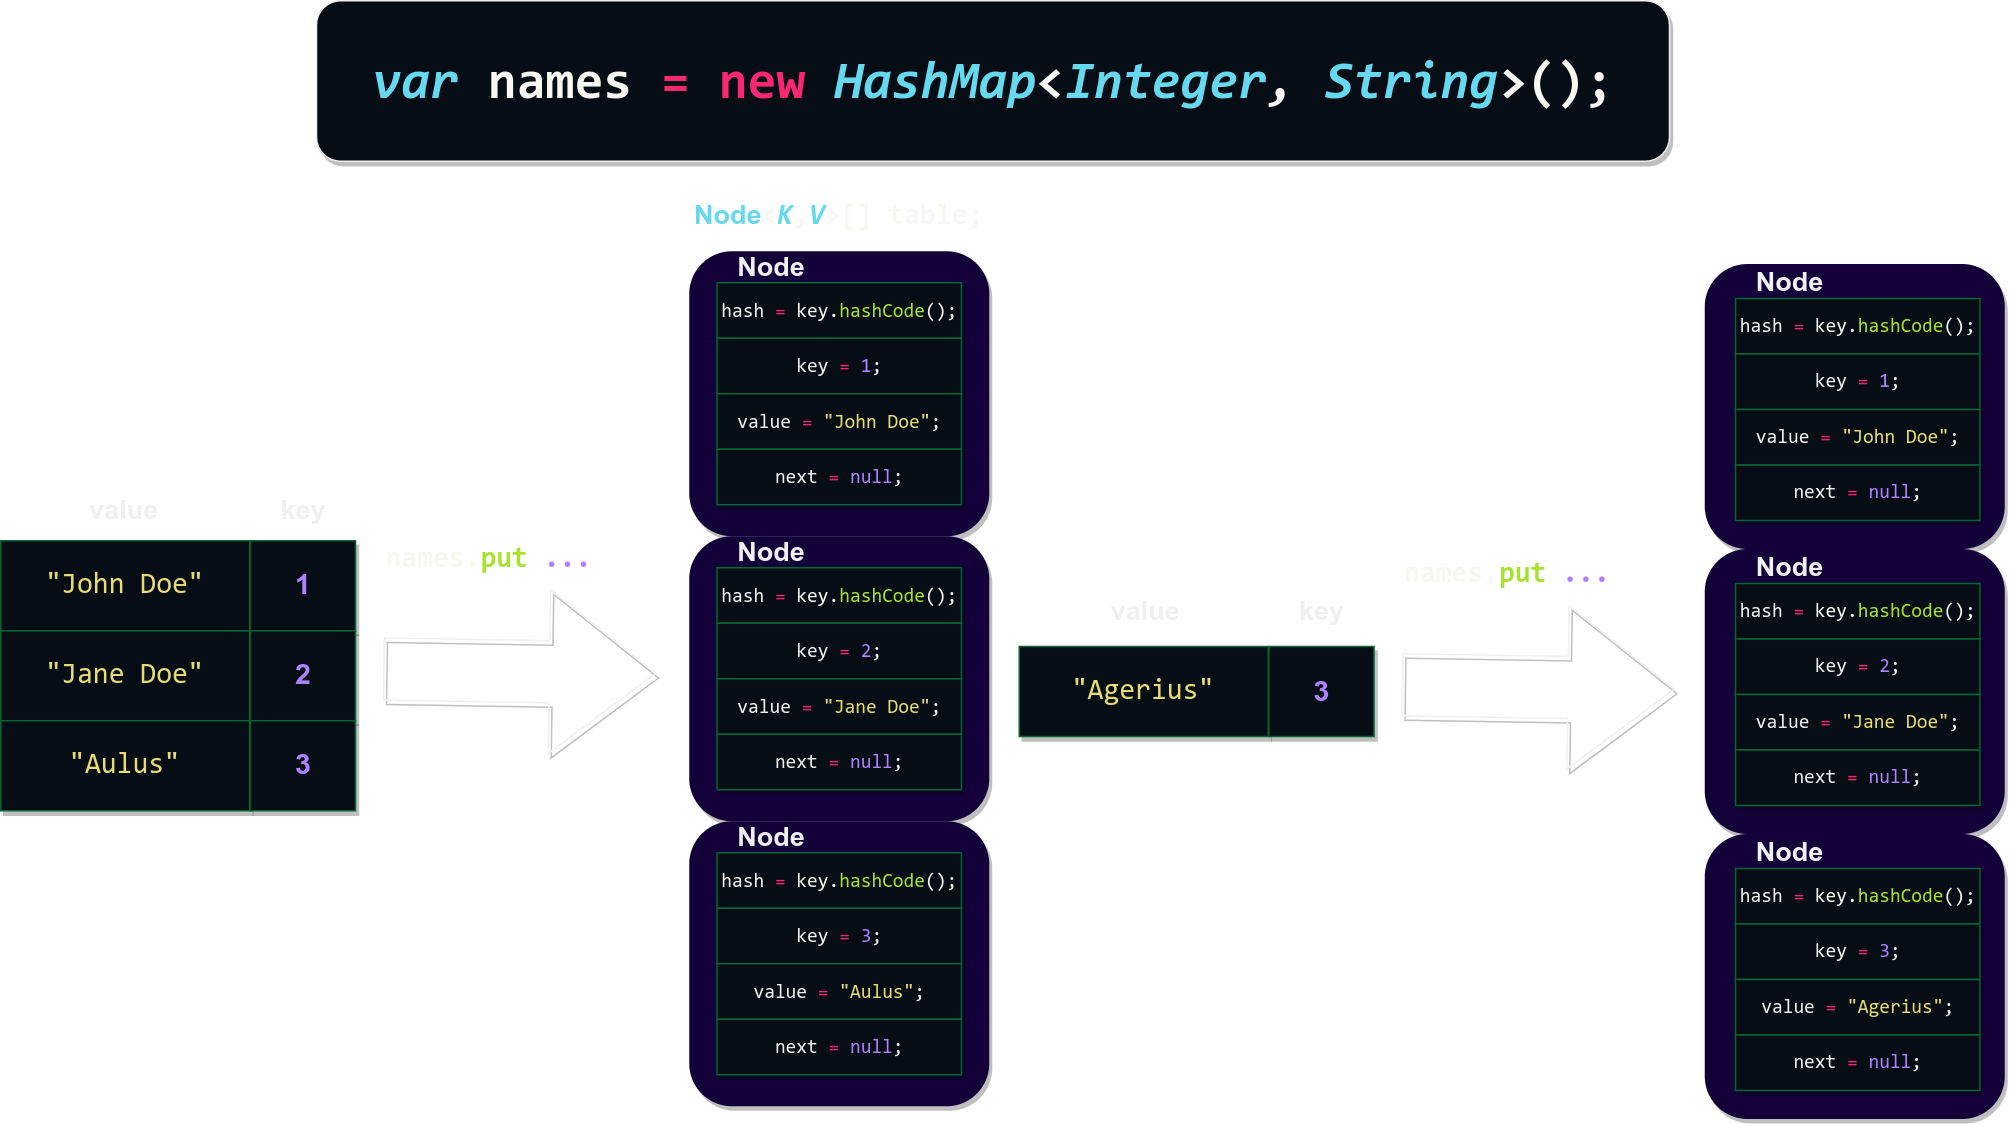 var names = new HashMap<Integer, String>();
value key
"John Doe" 1
"Jane Doe" 2
"Aulus" 3
names.put ...
Node<K,V>[] table;
Node
hash = key.hashCode();
key = 1;
value = "John Doe";
next = null;
Node
hash = key.hashCode();
key = 2;
value = "Jane Doe";
next = null;
Node
hash = key.hashCode();
key = 3;
value = "Aulus";
next = null;
value key
"Agerius" 3
names.put ...
Node
hash = key.hashCode();
key = 1;
value = "John Doe";
next = null;
Node
hash = key.hashCode();
key = 2;
value = "Jane Doe";
next = null;
Node
hash = key.hashCode();
key = 3;
value = "Agerius";
next = null;